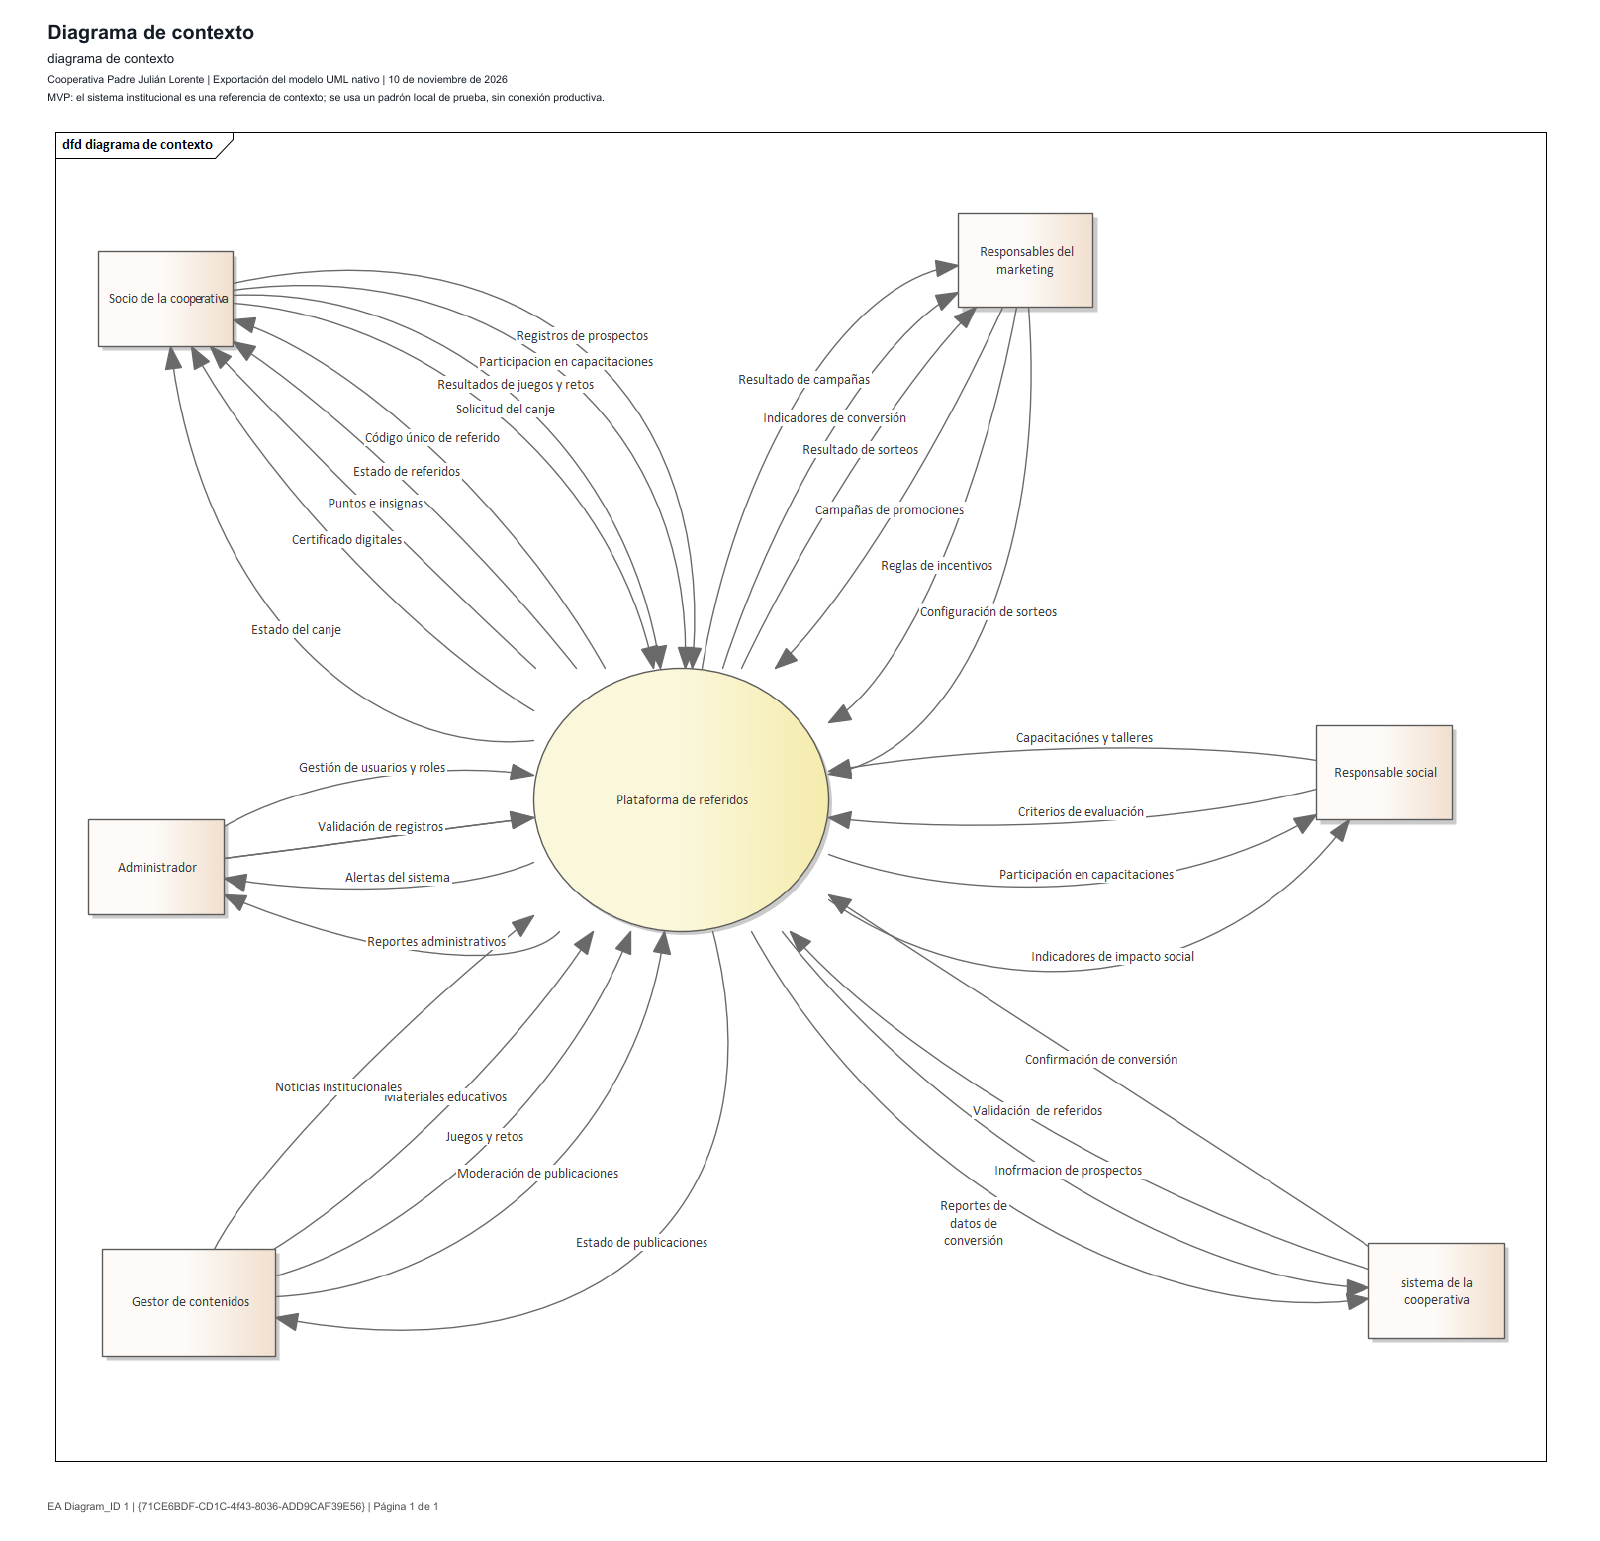 Diagrama de contexto
diagrama de contexto
Cooperativa Padre Julián Lorente | Exportación del modelo UML nativo | 10 de noviembre de 2026
MVP: el sistema institucional es una referencia de contexto; se usa un padrón local de prueba, sin conexión productiva.
dfd diagrama de contexto
Responsables del
marketing
Socio de la cooperativa
Registros de prospectos
Participacion en capacitaciones
Resultados de juegos y retos
Solicitud del canje
Código único de referido
Estado de referidos
Puntos e insignas
Certificado digitales
Estado del canje
Resultado de campañas
Indicadores de conversión
Resultado de sorteos
Campañas de promociones
Reglas de incentivos
Configuración de sorteos
Capacitaciónes y talleres
Responsable social
Criterios de evaluación
Participación en capacitaciones
Indicadores de impacto social
Plataforma de referidos
Gestión de usuarios y roles
Validación de registros
Administrador
Alertas del sistema
Reportes administrativos
Noticias institucionales
Materiales educativos
Juegos y retos
Moderación de publicaciones
Estado de publicaciones
Gestor de contenidos
Confirmación de conversión
Validación  de referidos
Inofrmacion de prospectos
Reportes de
datos de
conversión
sistema de la
cooperativa
EA Diagram_ID 1 | {71CE6BDF-CD1C-4f43-8036-ADD9CAF39E56} | Página 1 de 1